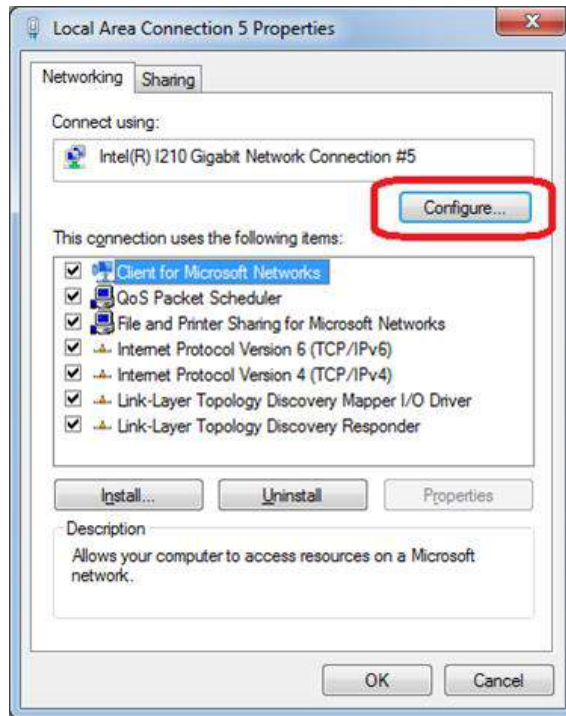 Local Area Connection 5 Properties
Networking
Sharing
Connect using:
Intel(R) I210 Gigabit Network Connection #5
Configure...
This connection uses the following items:
Client for Microsoft Networks
QoS Packet Scheduler
File and Printer Sharing for Microsoft Networks
Internet Protocol Version 6 (TCP/IPv6)
Internet Protocol Version 4 (TCP/IPv4)
Link-Layer Topology Discovery Mapper I/O Driver
Link-Layer Topology Discovery Responder
Install...
Uninstall
Properties
Description
Allows your computer to access resources on a Microsoft
network.
OK
Cancel